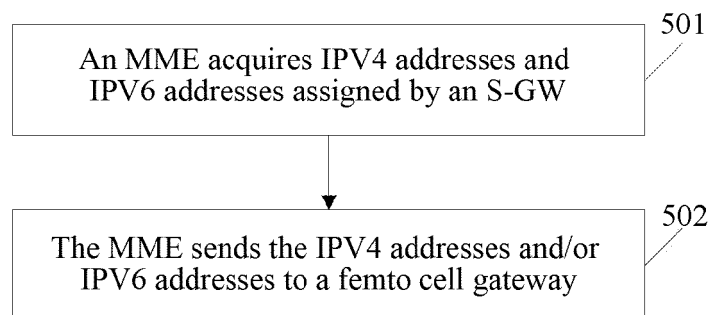 501
An MME acquires IPV4 addresses and
IPV6 addresses assigned by an S-GW
502
The MME sends the IPV4 addresses and/or
IPV6 addresses to a femto cell gateway